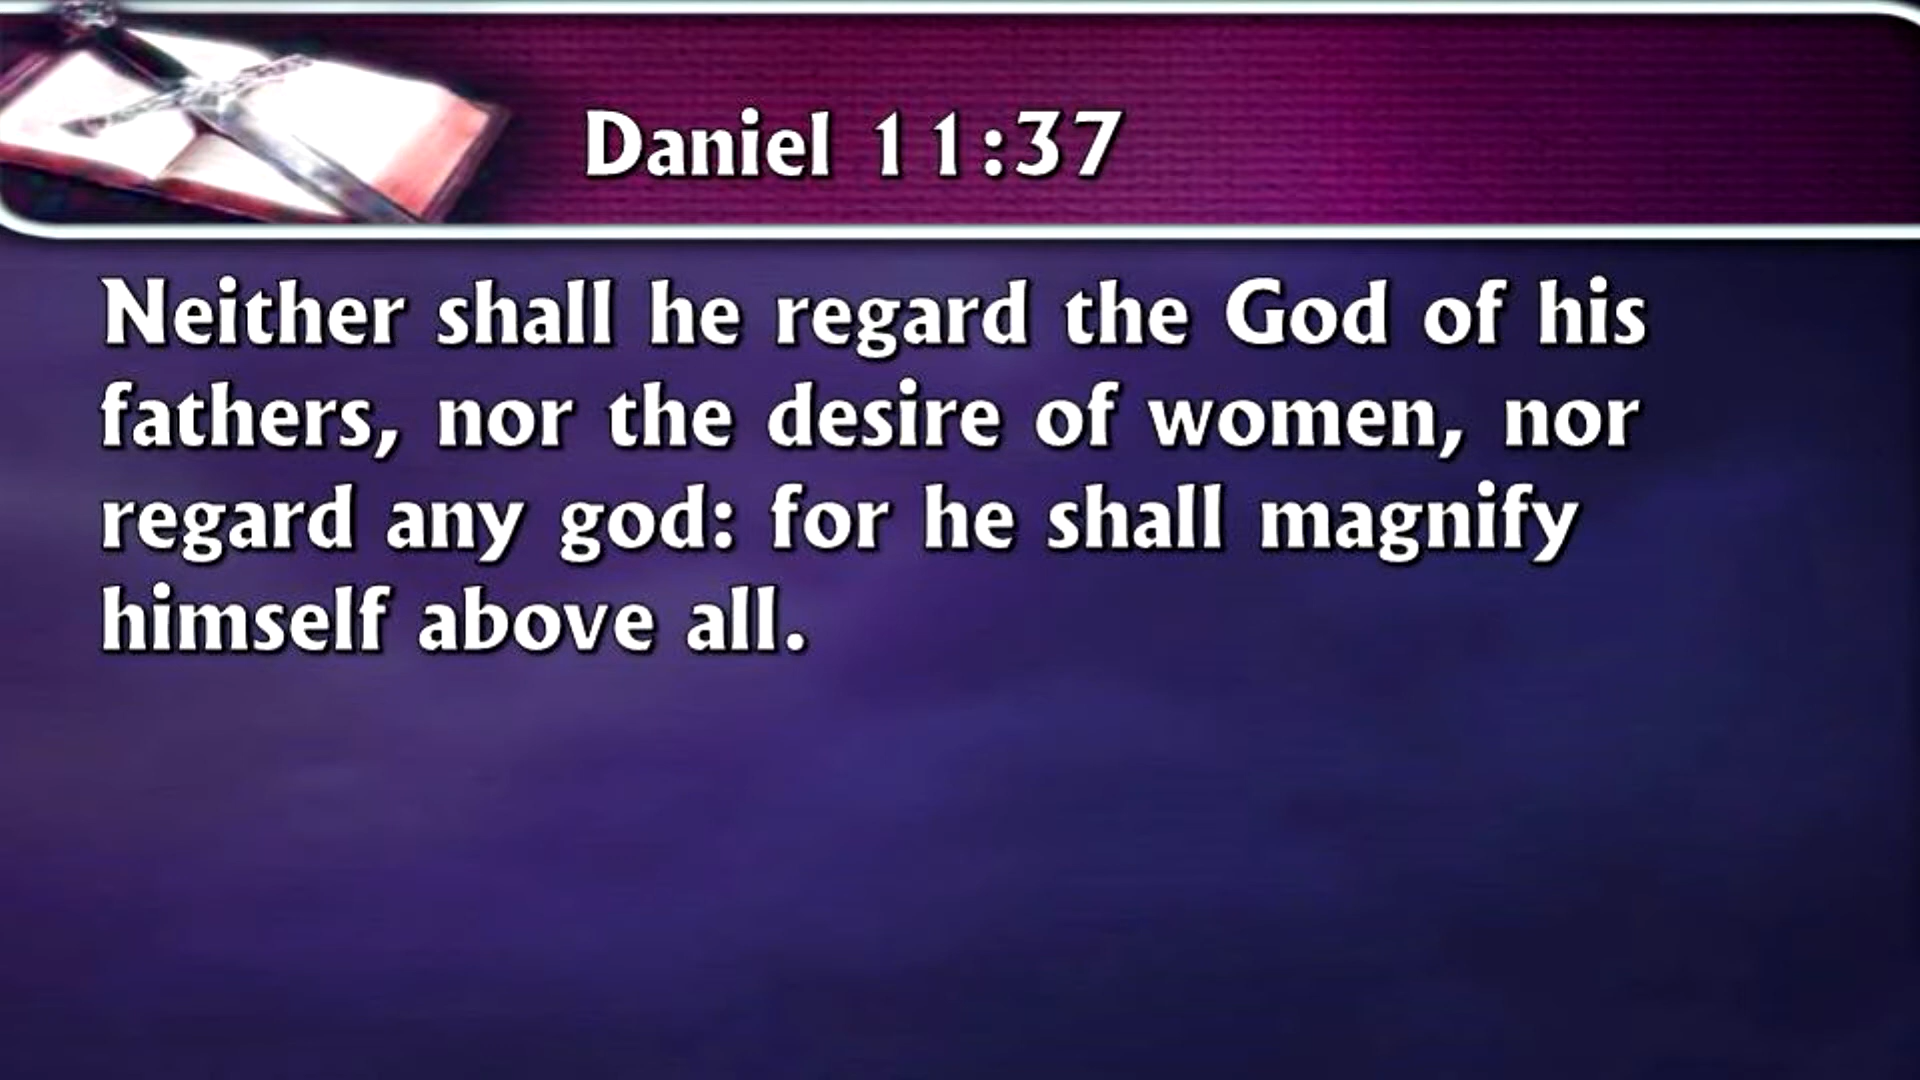 Daniel 11:37
Neither shall he regard the God of his
fathers, nor the desire of women, nor
regard any god: for he shall magnify
himself above all.